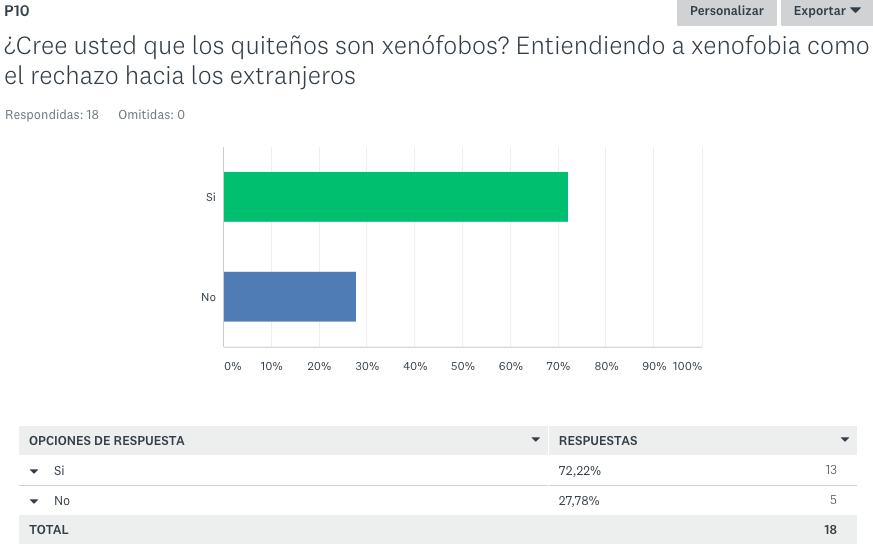 P10
Personalizar
Exportar
¿Cree usted que los quiteños son xenófobos? Entiendiendo a xenofobia como
el rechazo hacia los extranjeros
Respondidas: 18 Omitidas: 0
Si
No
0% 10% 20% 30% 40% 50% 60% 70% 80% 90% 100%
OPCIONES DE RESPUESTA RESPUESTAS
Si 72,22% 13
No 27,78% 5
TOTAL 18